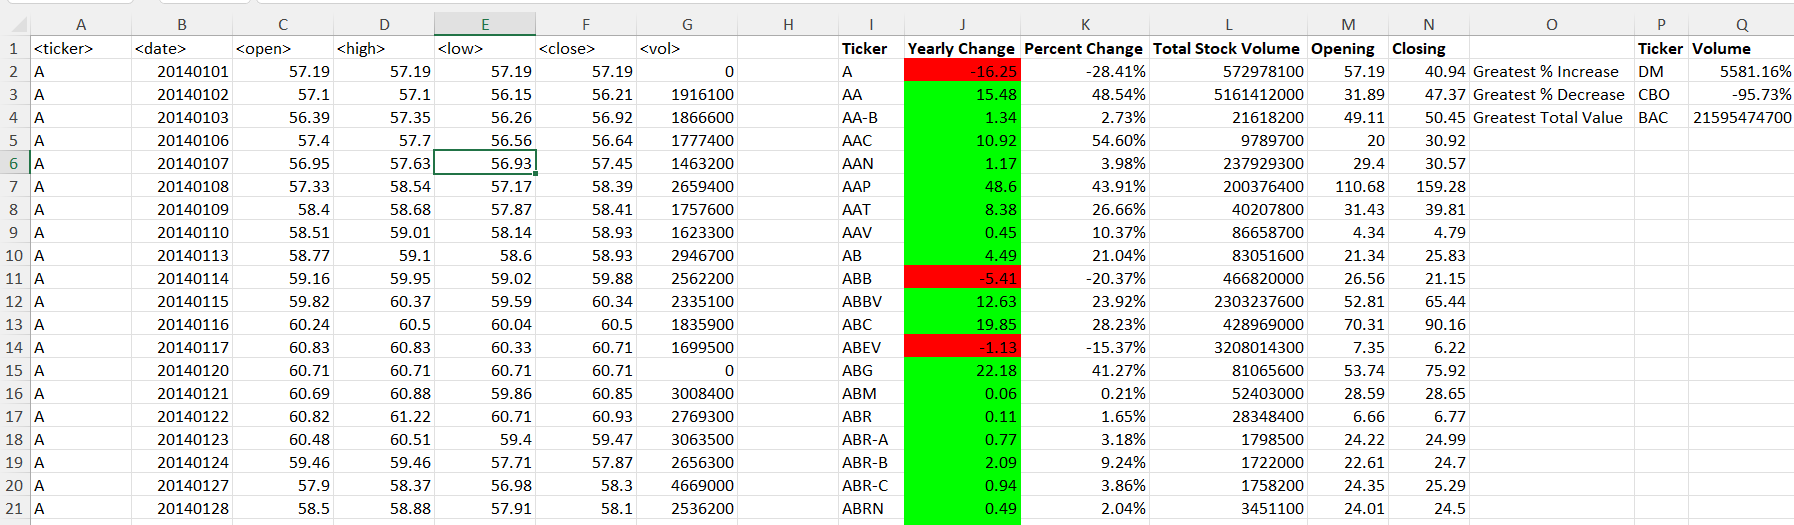 A B C D E F G H I J K L M N O P Q
1 <ticker> <date> <open> <high> <low> <close> <vol> Ticker Yearly Change Percent Change Total Stock Volume Opening Closing Ticker Volume
2 A 20140101 57.19 57.19 57.19 57.19 0 A -16.25 -28.41% 572978100 57.19 40.94 Greatest % Increase DM 5581.16%
3 A 20140102 57.1 57.1 56.15 56.21 1916100 AA 15.48 48.54% 5161412000 31.89 47.37 Greatest % Decrease CBO -95.73%
4 A 20140103 56.39 57.35 56.26 56.92 1866600 AA-B 1.34 2.73% 21618200 49.11 50.45 Greatest Total Value BAC 21595474700
5 A 20140106 57.4 57.7 56.56 56.64 1777400 AAC 10.92 54.60% 9789700 20 30.92
6 A 20140107 56.95 57.63 56.93 57.45 1463200 AAN 1.17 3.98% 237929300 29.4 30.57
7 A 20140108 57.33 58.54 57.17 58.39 2659400 AAP 48.6 43.91% 200376400 110.68 159.28
8 A 20140109 58.4 58.68 57.87 58.41 1757600 AAT 8.38 26.66% 40207800 31.43 39.81
9 A 20140110 58.51 59.01 58.14 58.93 1623300 AAV 0.45 10.37% 86658700 4.34 4.79
10 A 20140113 58.77 59.1 58.6 58.93 2946700 AB 4.49 21.04% 83051600 21.34 25.83
11 A 20140114 59.16 59.95 59.02 59.88 2562200 ABB -5.41 -20.37% 466820000 26.56 21.15
12 A 20140115 59.82 60.37 59.59 60.34 2335100 ABBV 12.63 23.92% 2303237600 52.81 65.44
13 A 20140116 60.24 60.5 60.04 60.5 1835900 ABC 19.85 28.23% 428969000 70.31 90.16
14 A 20140117 60.83 60.83 60.33 60.71 1699500 ABEV -1.13 -15.37% 3208014300 7.35 6.22
15 A 20140120 60.71 60.71 60.71 60.71 0 ABG 22.18 41.27% 81065600 53.74 75.92
16 A 20140121 60.69 60.88 59.86 60.85 3008400 ABM 0.06 0.21% 52403000 28.59 28.65
17 A 20140122 60.82 61.22 60.71 60.93 2769300 ABR 0.11 1.65% 28348400 6.66 6.77
18 A 20140123 60.48 60.51 59.4 59.47 3063500 ABR-A 0.77 3.18% 1798500 24.22 24.99
19 A 20140124 59.46 59.46 57.71 57.87 2656300 ABR-B 2.09 9.24% 1722000 22.61 24.7
20 A 20140127 57.9 58.37 56.98 58.3 4669000 ABR-C 0.94 3.86% 1758200 24.35 25.29
21 A 20140128 58.5 58.88 57.91 58.1 2536200 ABRN 0.49 2.04% 3451100 24.01 24.5